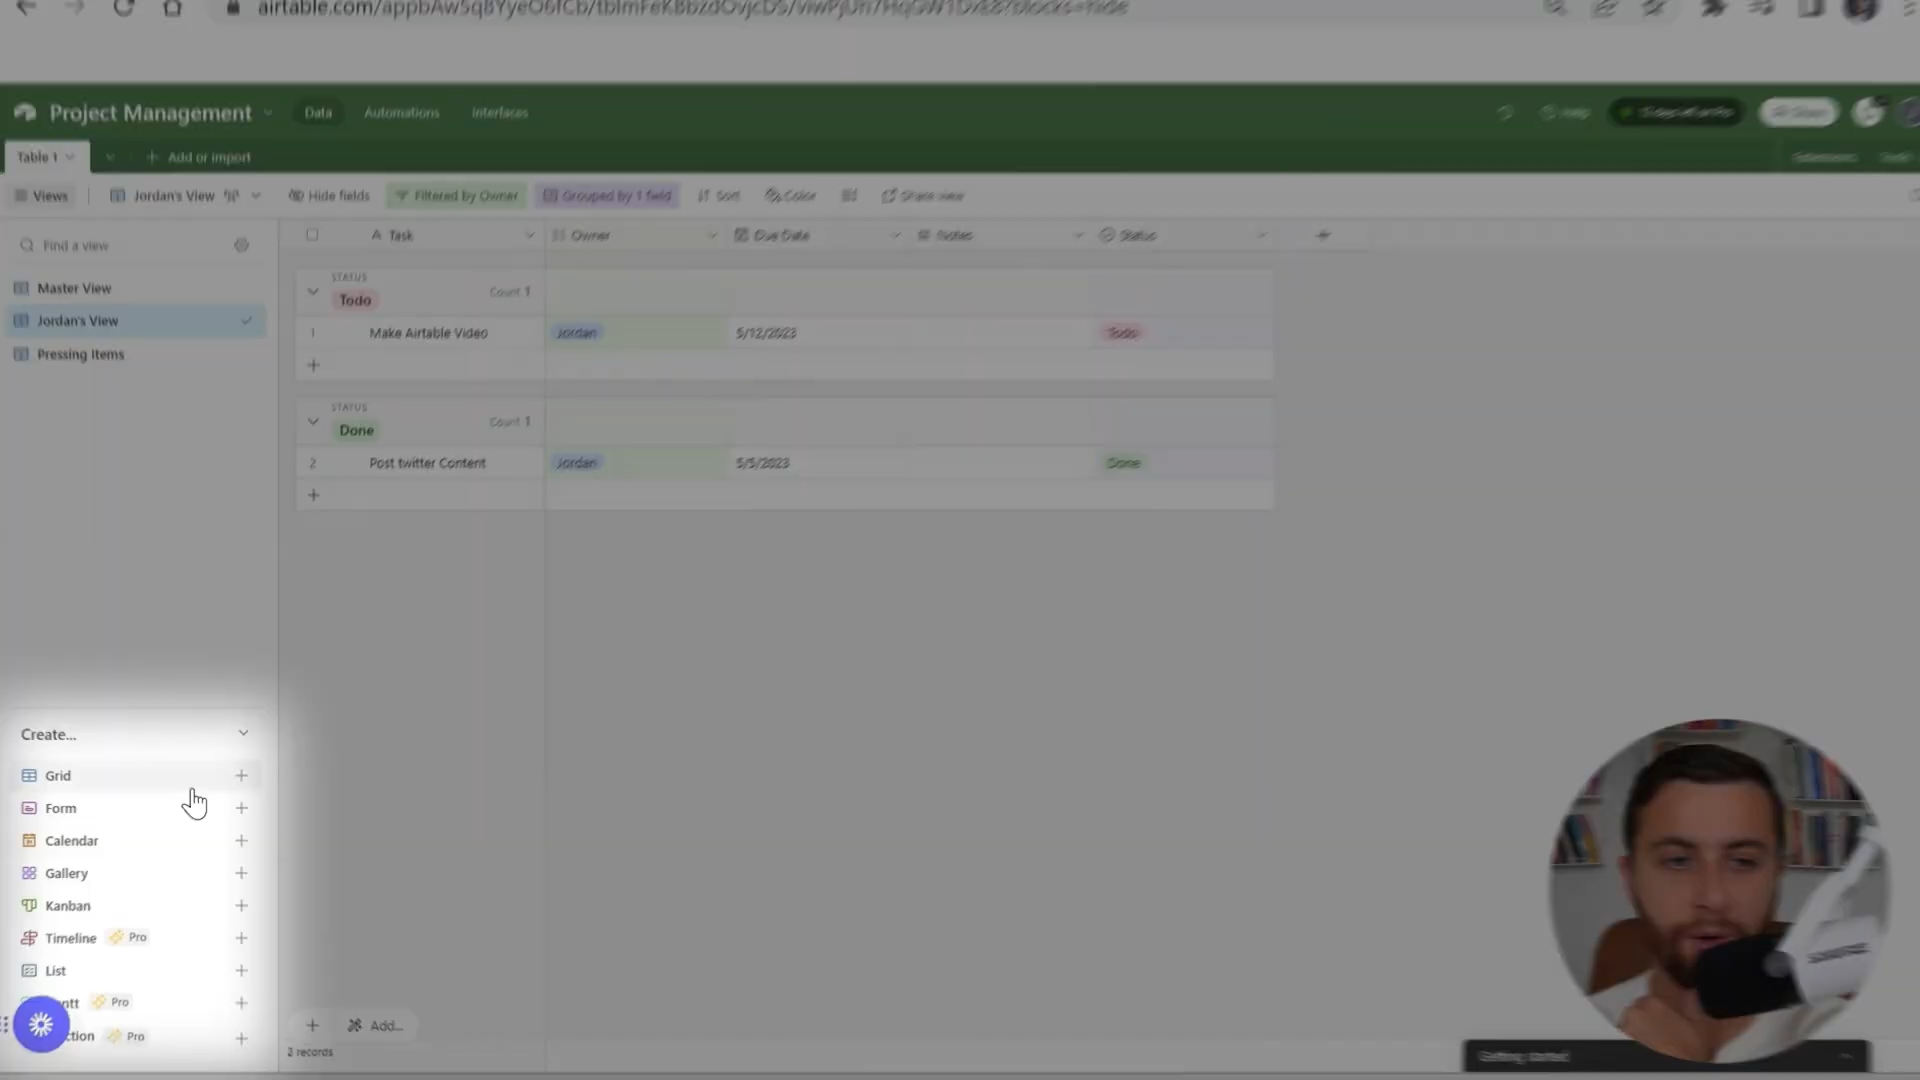 Project Management
Data
Automations
Interfaces
Table 1
Add or import
Views
Jordan's View
Hide fields
Filtered by Owner
Grouped by 1 field
Sort
Color
Share view
Find a view
Task
Owner
Due Date
Notes
Status
Master View
Jordan's View
Pressing Items
STATUS
Todo
Count 1
1
Make Airtable Video
Jordan
5/12/2023
Todo
STATUS
Done
Count 1
2
Post twitter Content
Jordan
5/5/2023
Done
Create...
Grid
Form
Calendar
Gallery
Kanban
Timeline
Pro
List
ntt
Pro
ction
Pro
Add...
2 records
Getting started